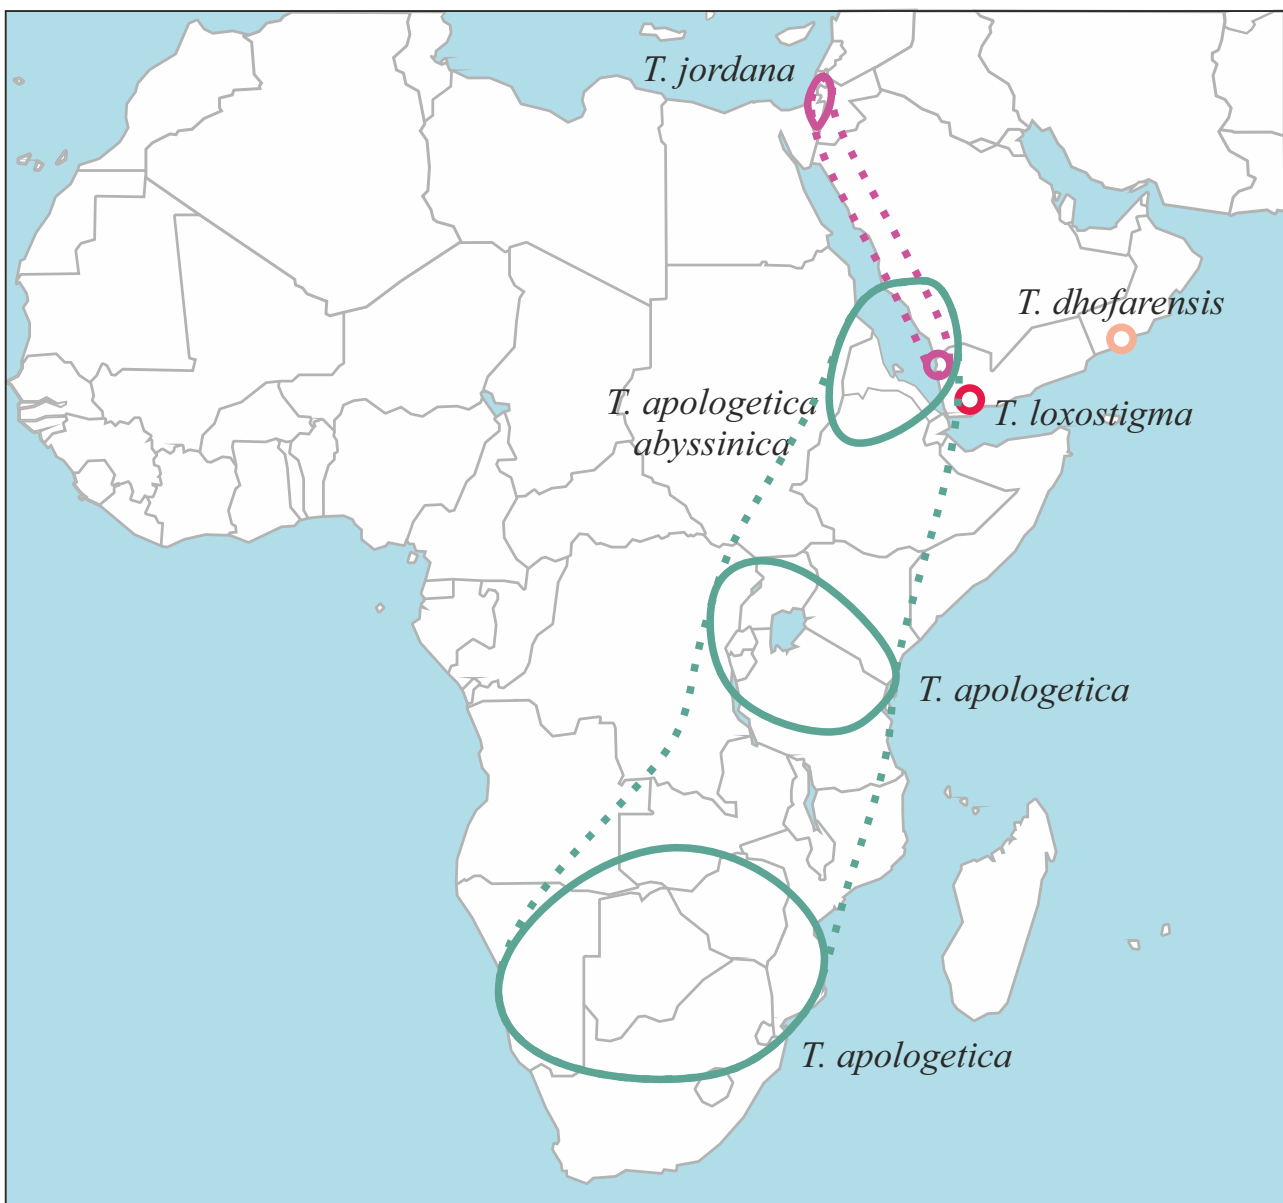 T. jordana
T. dhofarensis
T. apologetica
abyssinica
T. loxostigma
T. apologetica
T. apologetica